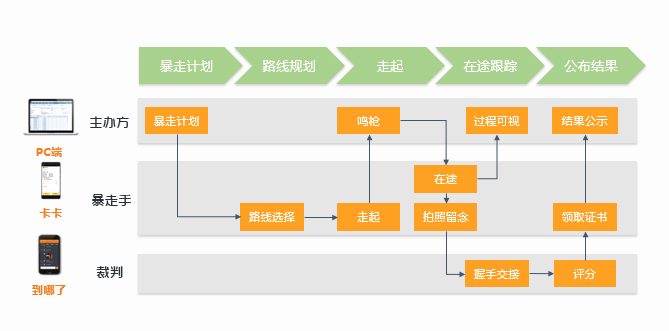 暴走计划
路线规划
走起
在途跟踪
公布结果
主办方
暴走计划
鸣枪
过程可视
结果公示
PC端
暴走手
在途
卡卡
路线选择
走起
拍照留念
领取证书
裁判
握手交接
评分
到哪了